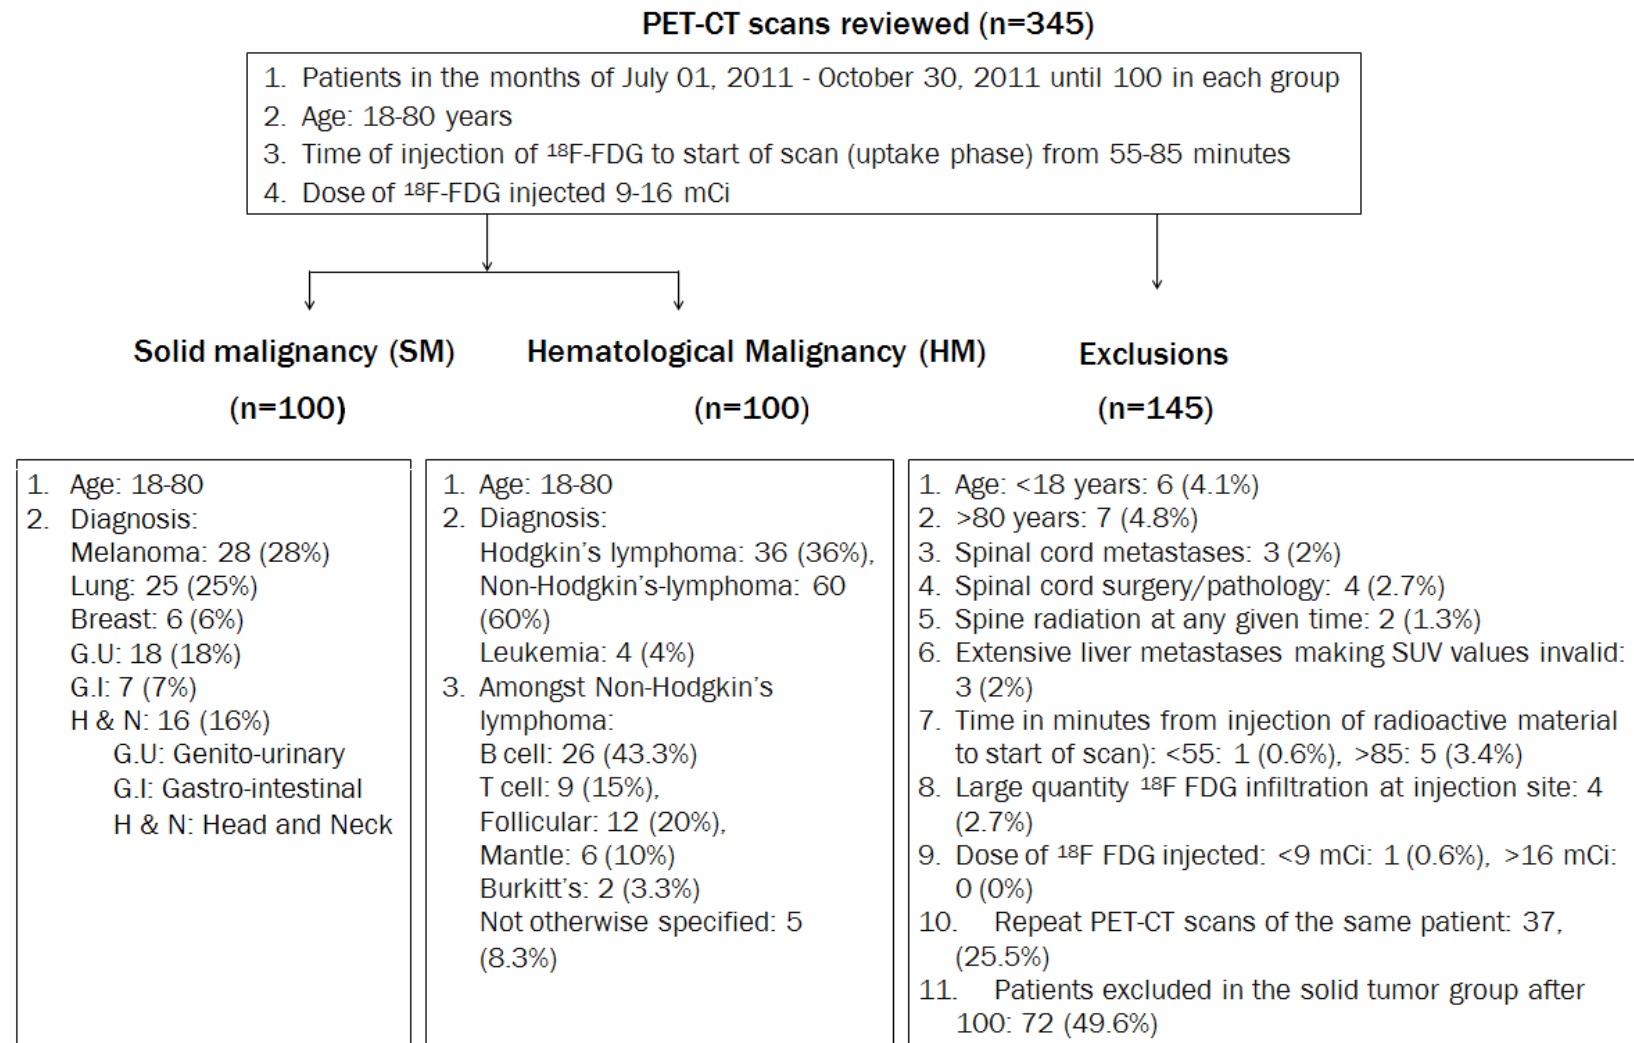 PET-CT scans reviewed (n=345)
1. Patients in the months of July 01, 2011 - October 30, 2011 until 100 in each group
2. Age: 18-80 years
3. Time of injection of ¹⁸F-FDG to start of scan (uptake phase) from 55-85 minutes
4. Dose of ¹⁸F-FDG injected 9-16 mCi
Solid malignancy (SM)
(n=100)
Hematological Malignancy (HM)
(n=100)
Exclusions
(n=145)
1. Age: 18-80
2. Diagnosis:
Melanoma: 28 (28%)
Lung: 25 (25%)
Breast: 6 (6%)
G.U: 18 (18%)
G.I: 7 (7%)
H & N: 16 (16%)
G.U: Genito-urinary
G.I: Gastro-intestinal
H & N: Head and Neck
1. Age: 18-80
2. Diagnosis:
Hodgkin's lymphoma: 36 (36%),
Non-Hodgkin's-lymphoma: 60
(60%)
Leukemia: 4 (4%)
3. Amongst Non-Hodgkin's
lymphoma:
B cell: 26 (43.3%)
T cell: 9 (15%),
Follicular: 12 (20%),
Mantle: 6 (10%)
Burkitt's: 2 (3.3%)
Not otherwise specified: 5
(8.3%)
1. Age: <18 years: 6 (4.1%)
2. >80 years: 7 (4.8%)
3. Spinal cord metastases: 3 (2%)
4. Spinal cord surgery/pathology: 4 (2.7%)
5. Spine radiation at any given time: 2 (1.3%)
6. Extensive liver metastases making SUV values invalid:
3 (2%)
7. Time in minutes from injection of radioactive material
to start of scan): <55: 1 (0.6%), >85: 5 (3.4%)
8. Large quantity ¹⁸F FDG infiltration at injection site: 4
(2.7%)
9. Dose of ¹⁸F FDG injected: <9 mCi: 1 (0.6%), >16 mCi:
0 (0%)
10. Repeat PET-CT scans of the same patient: 37,
(25.5%)
11. Patients excluded in the solid tumor group after
100: 72 (49.6%)